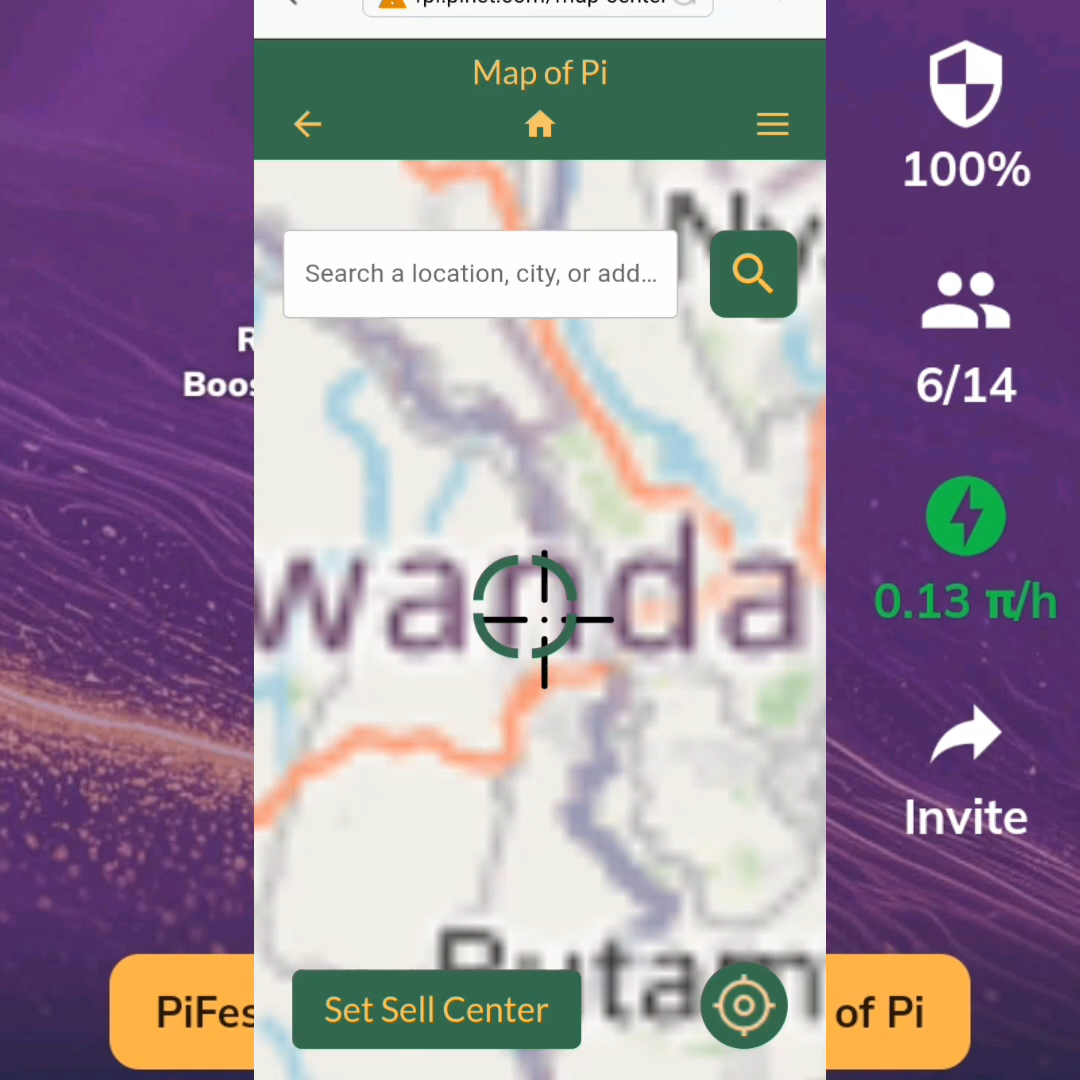 Map of Pi
Search a location, city, or add...
wanda
Set Sell Center
100%
6/14
0.13 π/h
Invite
of Pi